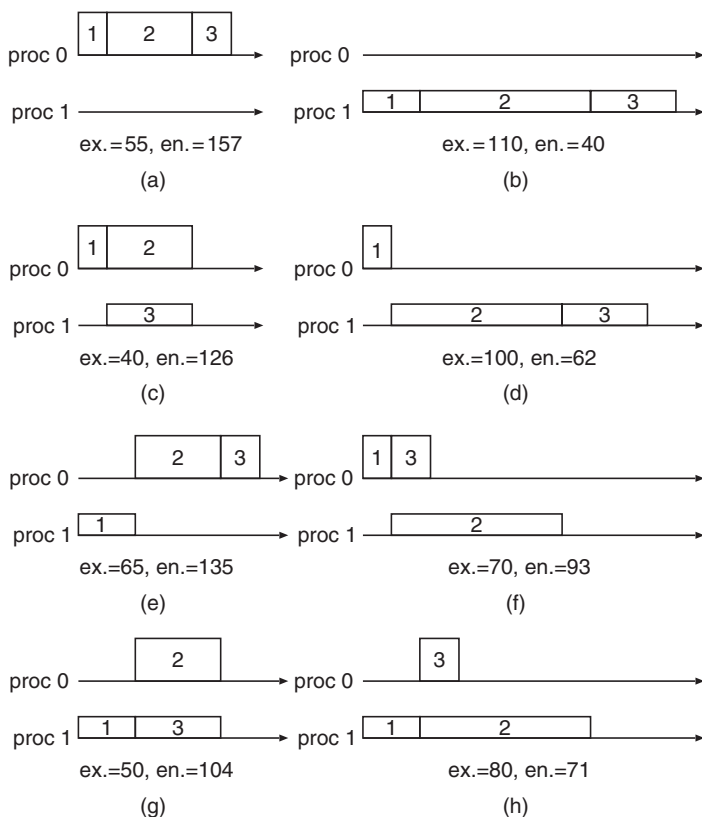 1 2 3
proc 0
proc 1
ex.=55, en.=157
(a)
proc 0
1 2 3
proc 1
ex.=110, en.=40
(b)
1 2
proc 0
3
proc 1
ex.=40, en.=126
(c)
1
proc 0
2 3
proc 1
ex.=100, en.=62
(d)
2 3
proc 0
1
proc 1
ex.=65, en.=135
(e)
1 3
proc 0
2
proc 1
ex.=70, en.=93
(f)
2
proc 0
1 3
proc 1
ex.=50, en.=104
(g)
3
proc 0
1 2
proc 1
ex.=80, en.=71
(h)